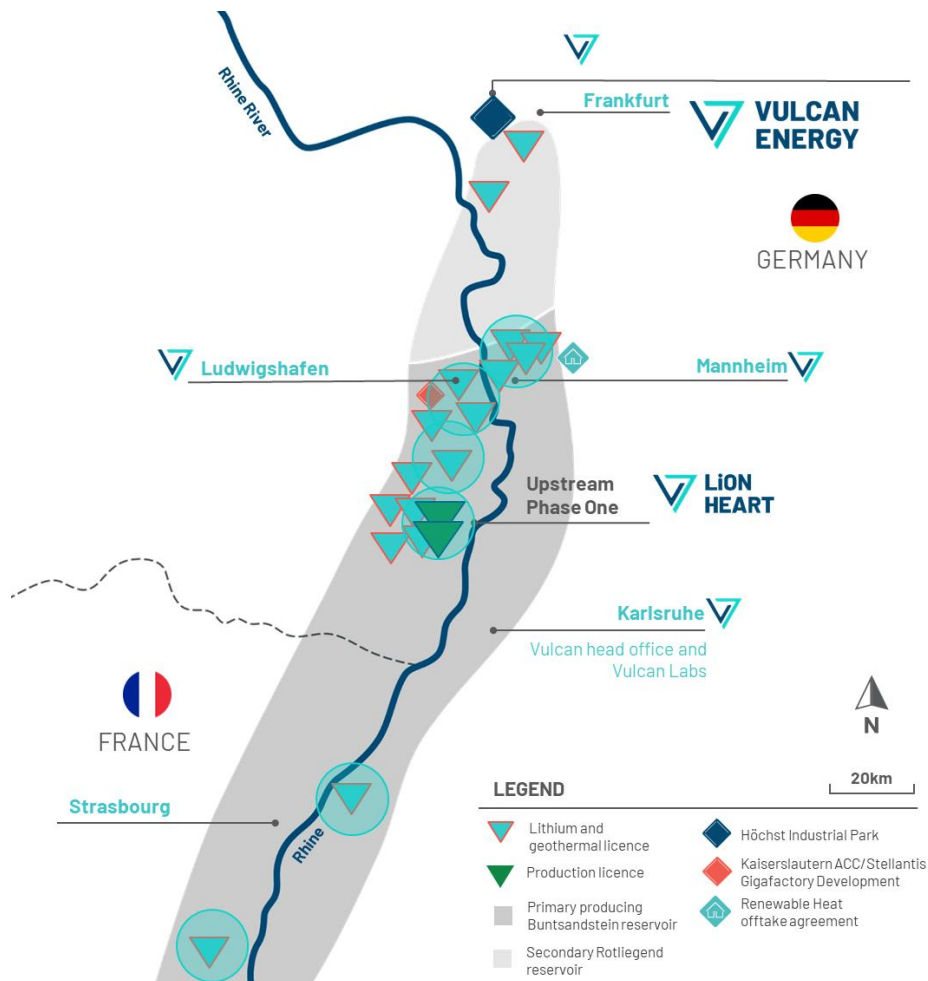 Rhine River
Frankfurt
VULCAN
ENERGY
GERMANY
Ludwigshafen
Mannheim
Upstream
Phase One
LiON
HEART
Karlsruhe
Vulcan head office and
Vulcan Labs
FRANCE
N
20km
Strasbourg
Rhine
LEGEND
Lithium and
geothermal licence
Production licence
Primary producing
Buntsandstein reservoir
Secondary Rotliegend
reservoir
Höchst Industrial Park
Kaiserslautern ACC/Stellantis
Gigafactory Development
Renewable Heat
offtake agreement